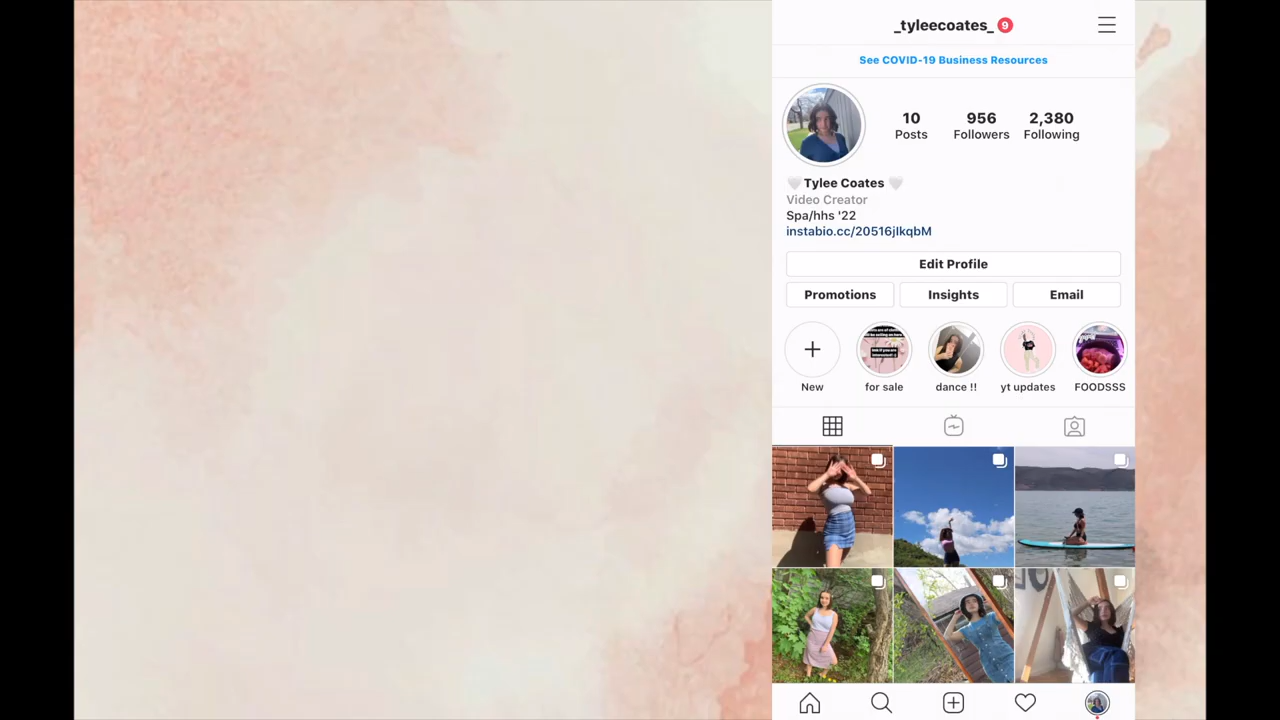 _tyleecoates_ 9
See COVID-19 Business Resources
10 956 2,380
Posts Followers Following
🤍Tylee Coates🤍
Video Creator
Spa/hhs '22
instabio.cc/20516jIkqbM
Edit Profile
Promotions Insights Email
New for sale dance !! yt updates FOODSSS